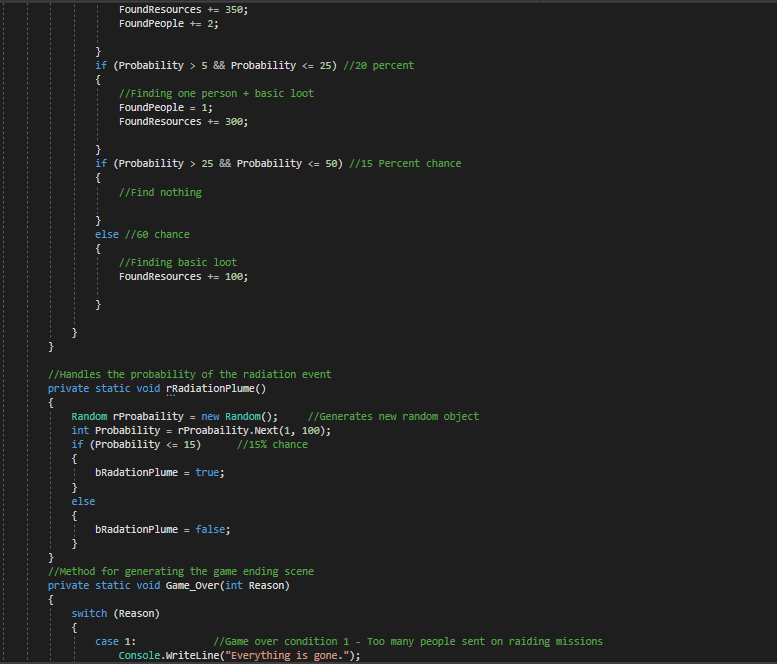 FoundResources += 350;
FoundPeople += 2;
}
if (Probability > 5 && Probability <= 25) //20 percent
{
//Finding one person + basic loot
FoundPeople = 1;
FoundResources += 300;
}
if (Probability > 25 && Probability <= 50) //15 Percent chance
{
//Find nothing
}
else //60 chance
{
//Finding basic loot
FoundResources += 100;
}
}
}
//Handles the probability of the radiation event
private static void rRadiationPlume()
{
Random rProabaility = new Random(); //Generates new random object
int Probability = rProabaility.Next(1, 100);
if (Probability <= 15) //15% chance
{
bRadationPlume = true;
}
else
{
bRadationPlume = false;
}
}
//Method for generating the game ending scene
private static void Game_Over(int Reason)
{
switch (Reason)
{
case 1: //Game over condition 1 - Too many people sent on raiding missions
Console.WriteLine("Everything is gone.");